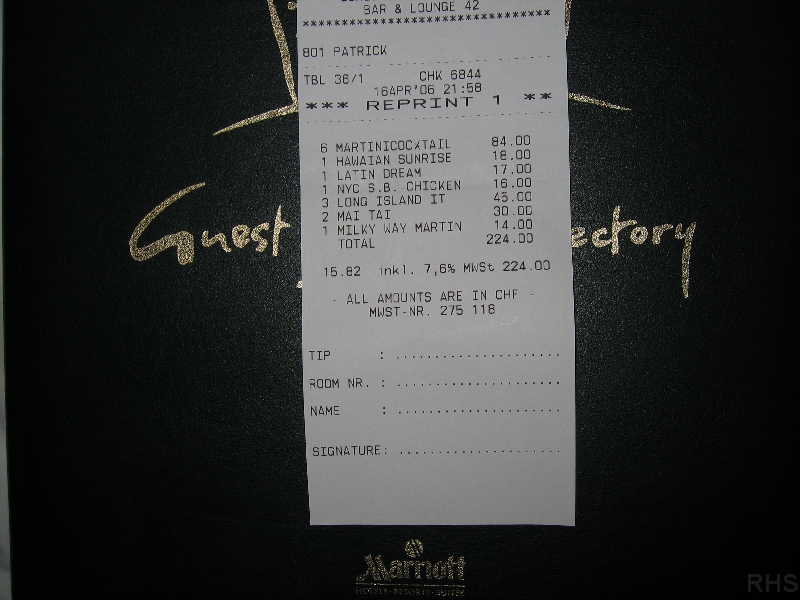 BAR & LOUNGE 42
******************************
801 PATRICK
TBL 36/1 CHK 6844
16APR'06 21:58
*** REPRINT 1 **
6 MARTINICOCKTAIL 84.00
1 HAWAIAN SUNRISE 18.00
1 LATIN DREAM 17.00
1 NYC S.B. CHICKEN 16.00
3 LONG ISLAND IT 45.00
2 MAI TAI 30.00
1 MILKY WAY MARTIN 14.00
TOTAL 224.00
15.82 inkl. 7,6% MWSt 224.00
- ALL AMOUNTS ARE IN CHF -
MWST-NR. 275 118
TIP : .....................
ROOM NR. : .....................
NAME : .....................
SIGNATURE: .....................
Guest ectory
Marriott
HOTELS · RESORTS · SUITES
RHS